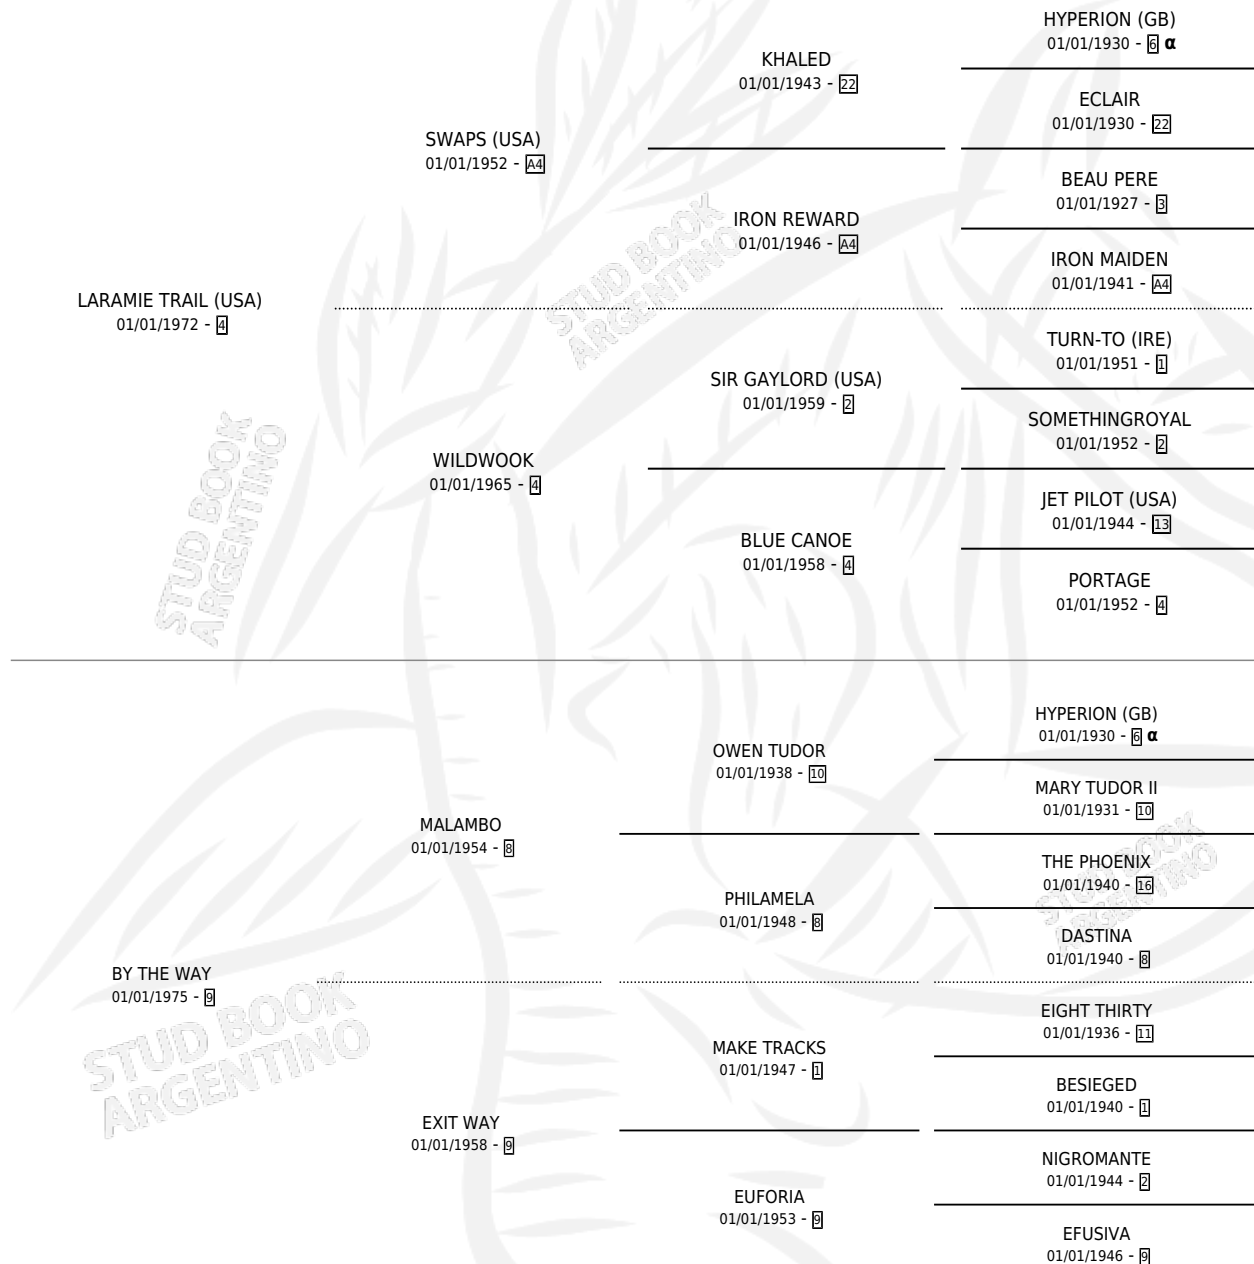 HYPERION (GB)
01/01/1930 - 6 α
KHALED
01/01/1943 - 22
ECLAIR
01/01/1930 - 22
SWAPS (USA)
01/01/1952 - A4
BEAU PERE
01/01/1927 - 3
IRON REWARD
01/01/1946 - A4
IRON MAIDEN
01/01/1941 - A4
LARAMIE TRAIL (USA)
01/01/1972 - 4
TURN-TO (IRE)
01/01/1951 - 1
SIR GAYLORD (USA)
01/01/1959 - 2
SOMETHINGROYAL
01/01/1952 - 2
WILDWOOK
01/01/1965 - 4
JET PILOT (USA)
01/01/1944 - 13
BLUE CANOE
01/01/1958 - 4
PORTAGE
01/01/1952 - 4
HYPERION (GB)
01/01/1930 - 6 α
OWEN TUDOR
01/01/1938 - 10
MARY TUDOR II
01/01/1931 - 10
MALAMBO
01/01/1954 - 8
THE PHOENIX
01/01/1940 - 16
PHILAMELA
01/01/1948 - 8
DASTINA
01/01/1940 - 8
BY THE WAY
01/01/1975 - 9
EIGHT THIRTY
01/01/1936 - 11
MAKE TRACKS
01/01/1947 - 1
BESIEGED
01/01/1940 - 1
EXIT WAY
01/01/1958 - 9
NIGROMANTE
01/01/1944 - 2
EUFORIA
01/01/1953 - 9
EFUSIVA
01/01/1946 - 9
STUD BOOK
ARGENTINO
STUD BOOK
ARGENTINO
STUD BOOK
ARGENTINO
STUD BOOK
ARGENTINO